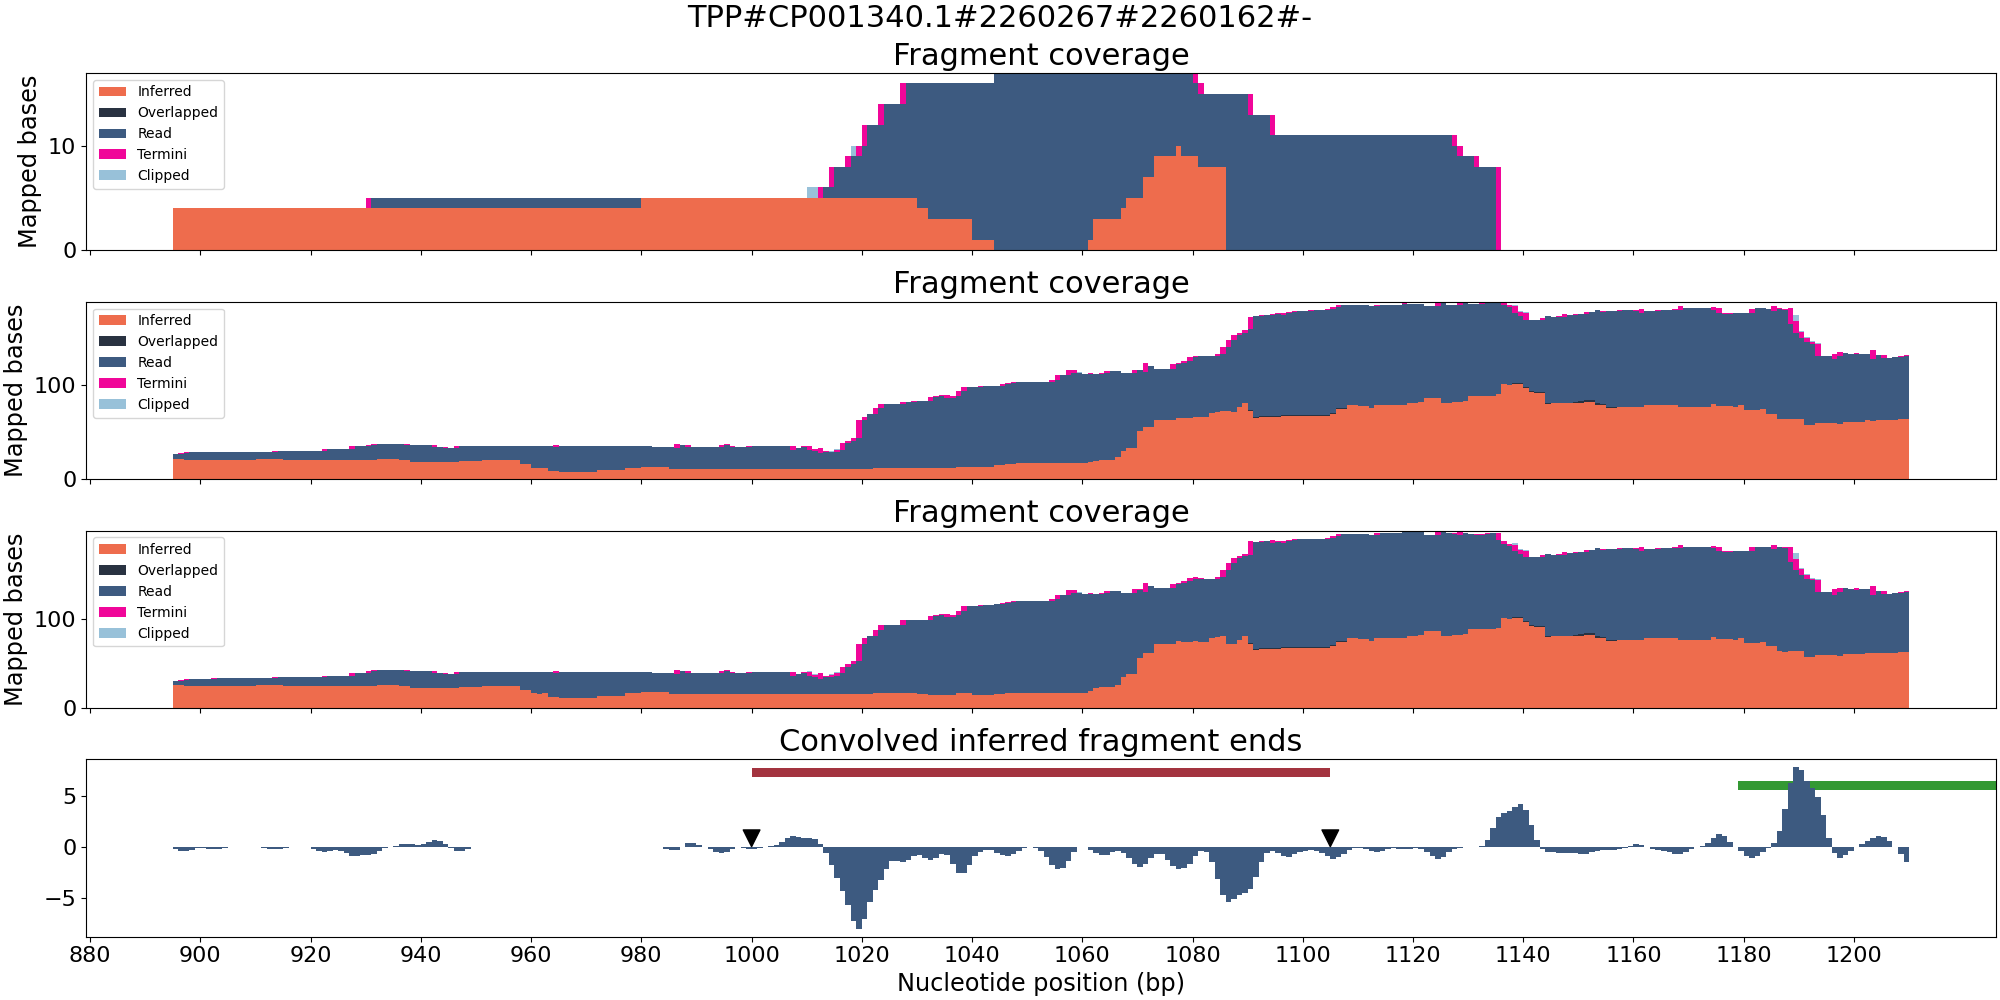 TPP#CP001340.1#2260267#2260162#-
Fragment coverage
Mapped bases
10
0
Inferred
Overlapped
Read
Termini
Clipped
Fragment coverage
Mapped bases
100
0
Inferred
Overlapped
Read
Termini
Clipped
Fragment coverage
Mapped bases
100
0
Inferred
Overlapped
Read
Termini
Clipped
Convolved inferred fragment ends
5
0
−5
880 900 920 940 960 980 1000 1020 1040 1060 1080 1100 1120 1140 1160 1180 1200
Nucleotide position (bp)